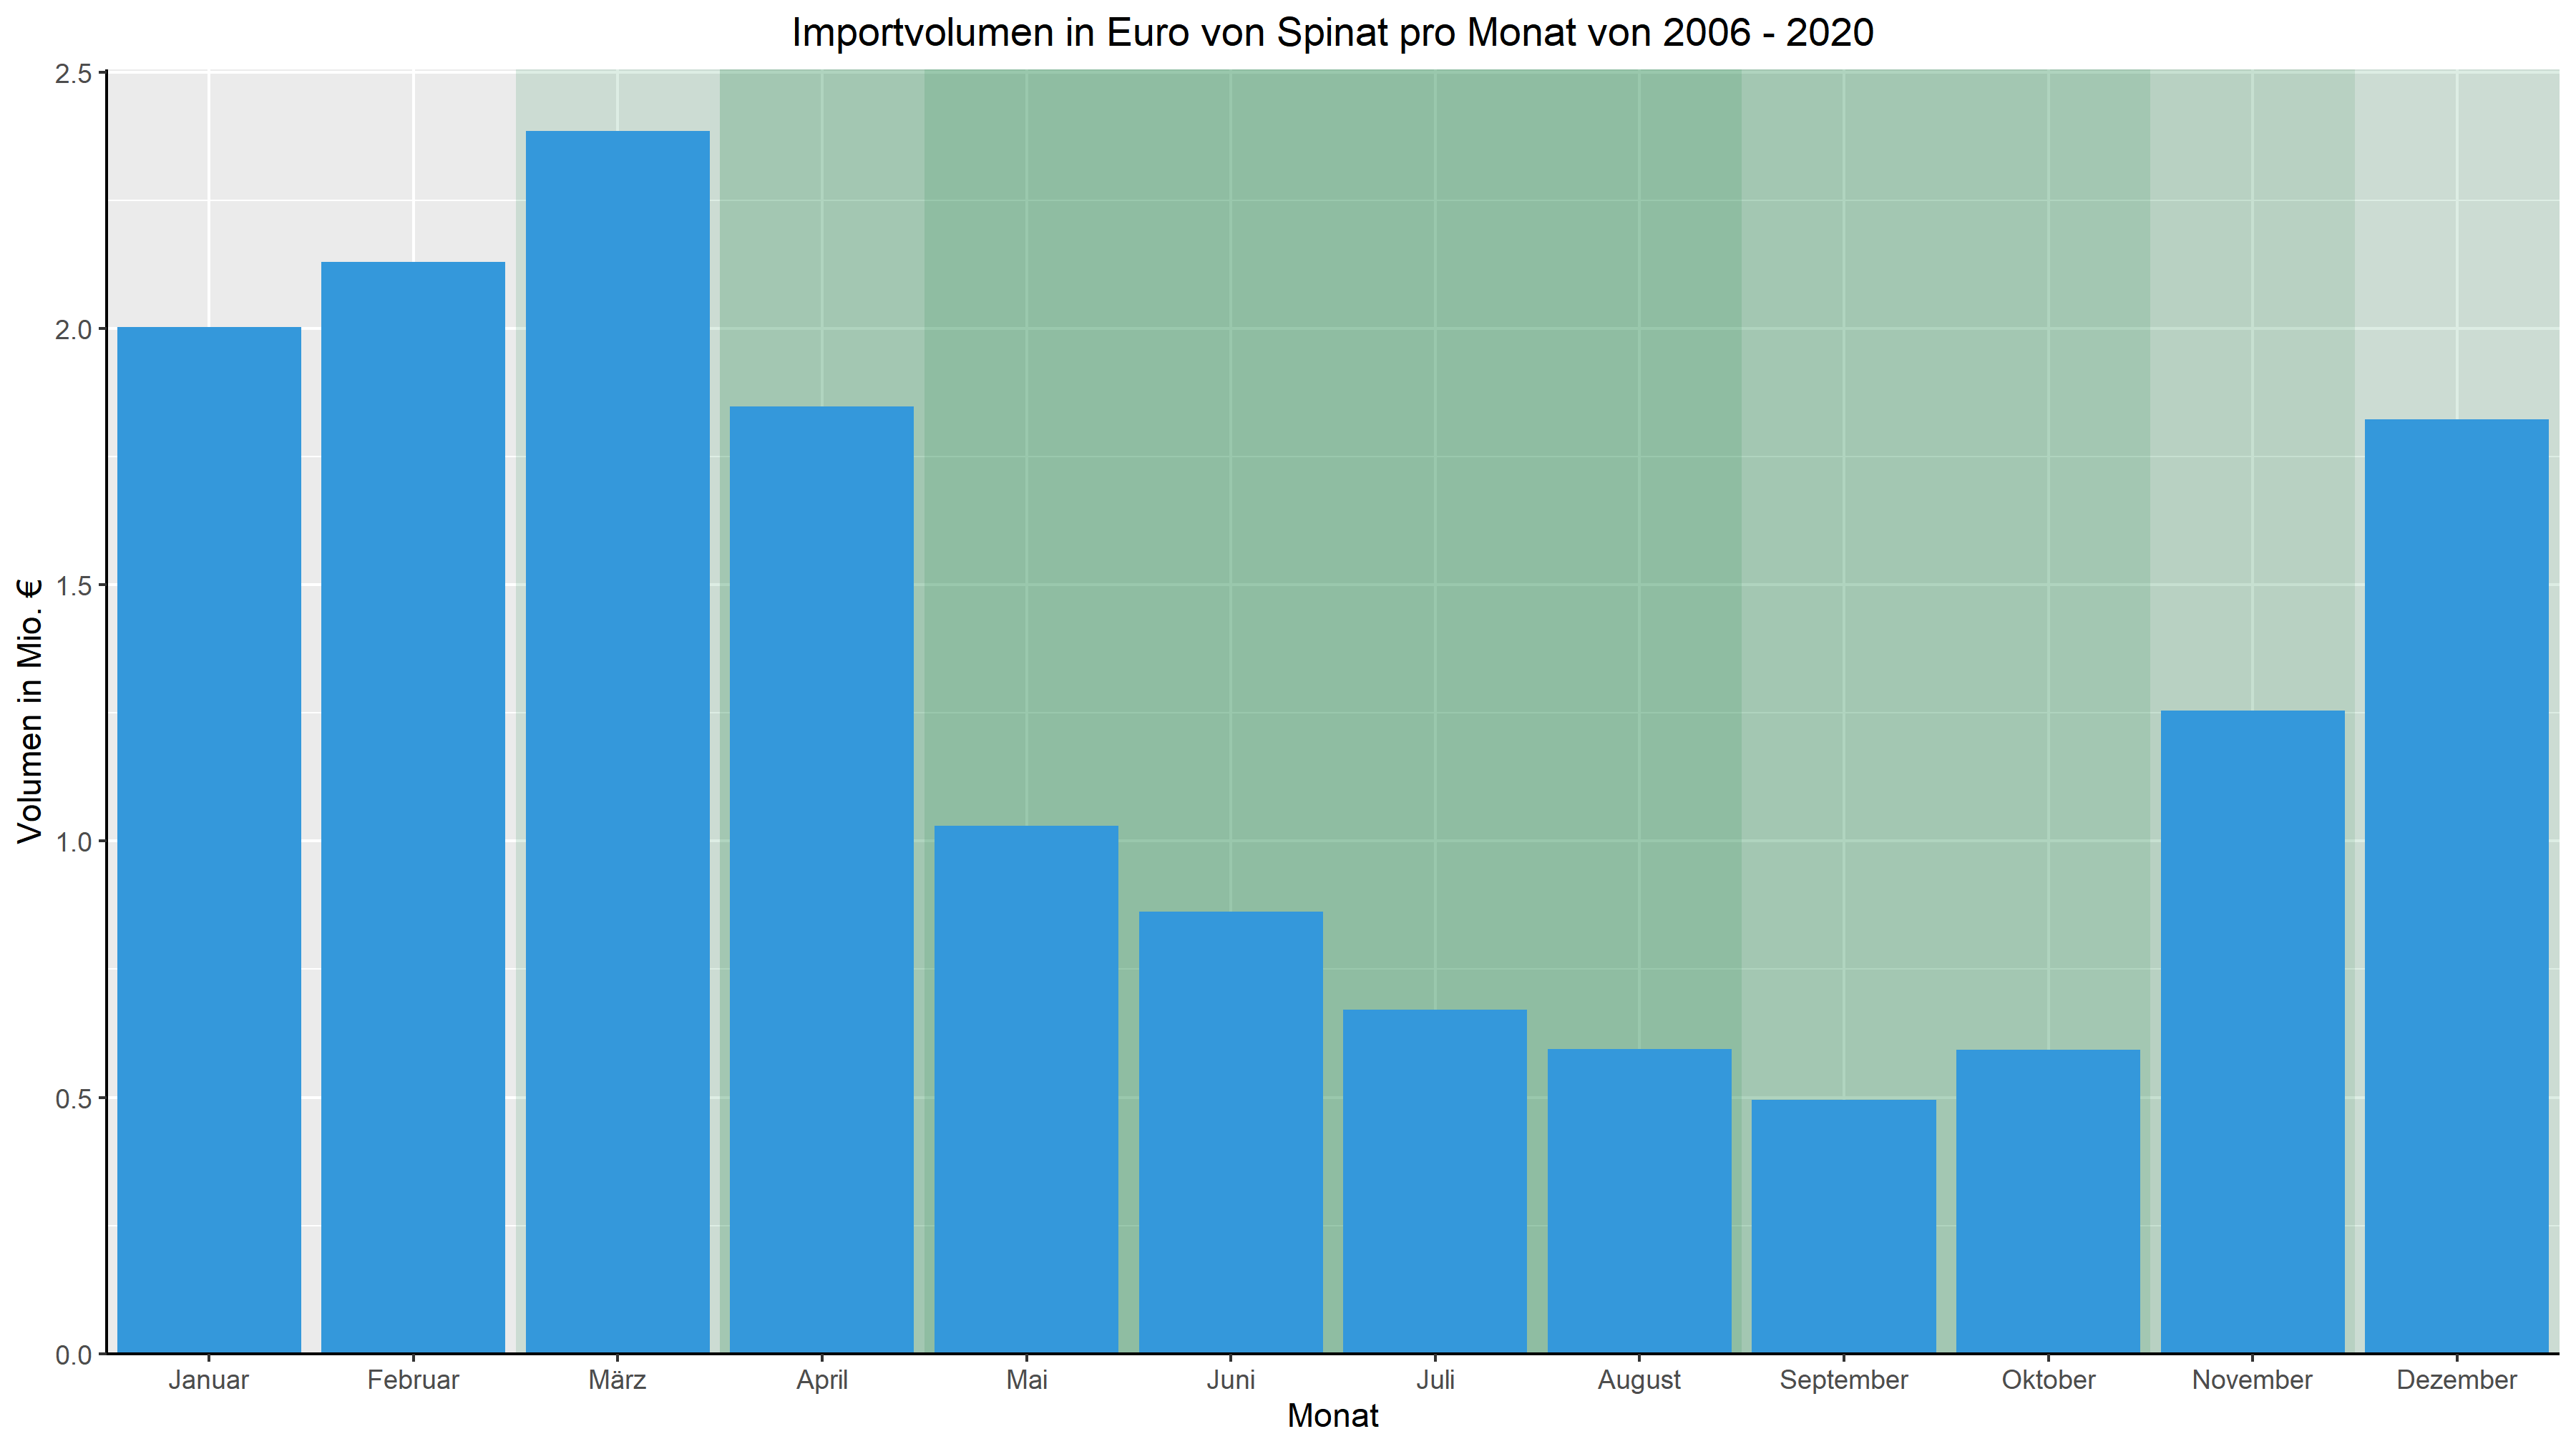 Importvolumen in Euro von Spinat pro Monat von 2006 - 2020
Volumen in Mio. €
2.5
2.0
1.5
1.0
0.5
0.0
Januar Februar März April Mai Juni Juli August September Oktober November Dezember
Monat